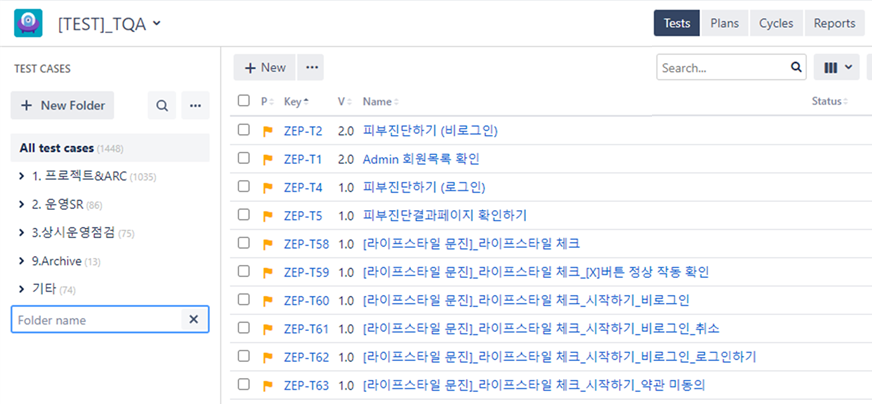 [TEST]_TQA
Tests Plans Cycles Reports
TEST CASES
+ New Folder
All test cases (1448)
1. 프로젝트&ARC (1035)
2. 운영SR (86)
3.상시운영점검 (75)
9.Archive (13)
기타 (74)
Folder name
+ New
Search...
P Key V Name Status
ZEP-T2 2.0 피부진단하기 (비로그인)
ZEP-T1 2.0 Admin 회원목록 확인
ZEP-T4 1.0 피부진단하기 (로그인)
ZEP-T5 1.0 피부진단결과페이지 확인하기
ZEP-T58 1.0 [라이프스타일 문진]_라이프스타일 체크
ZEP-T59 1.0 [라이프스타일 문진]_라이프스타일 체크_[X]버튼 정상 작동 확인
ZEP-T60 1.0 [라이프스타일 문진]_라이프스타일 체크_시작하기_비로그인
ZEP-T61 1.0 [라이프스타일 문진]_라이프스타일 체크_시작하기_비로그인_취소
ZEP-T62 1.0 [라이프스타일 문진]_라이프스타일 체크_시작하기_비로그인_로그인하기
ZEP-T63 1.0 [라이프스타일 문진]_라이프스타일 체크_시작하기_약관 미동의